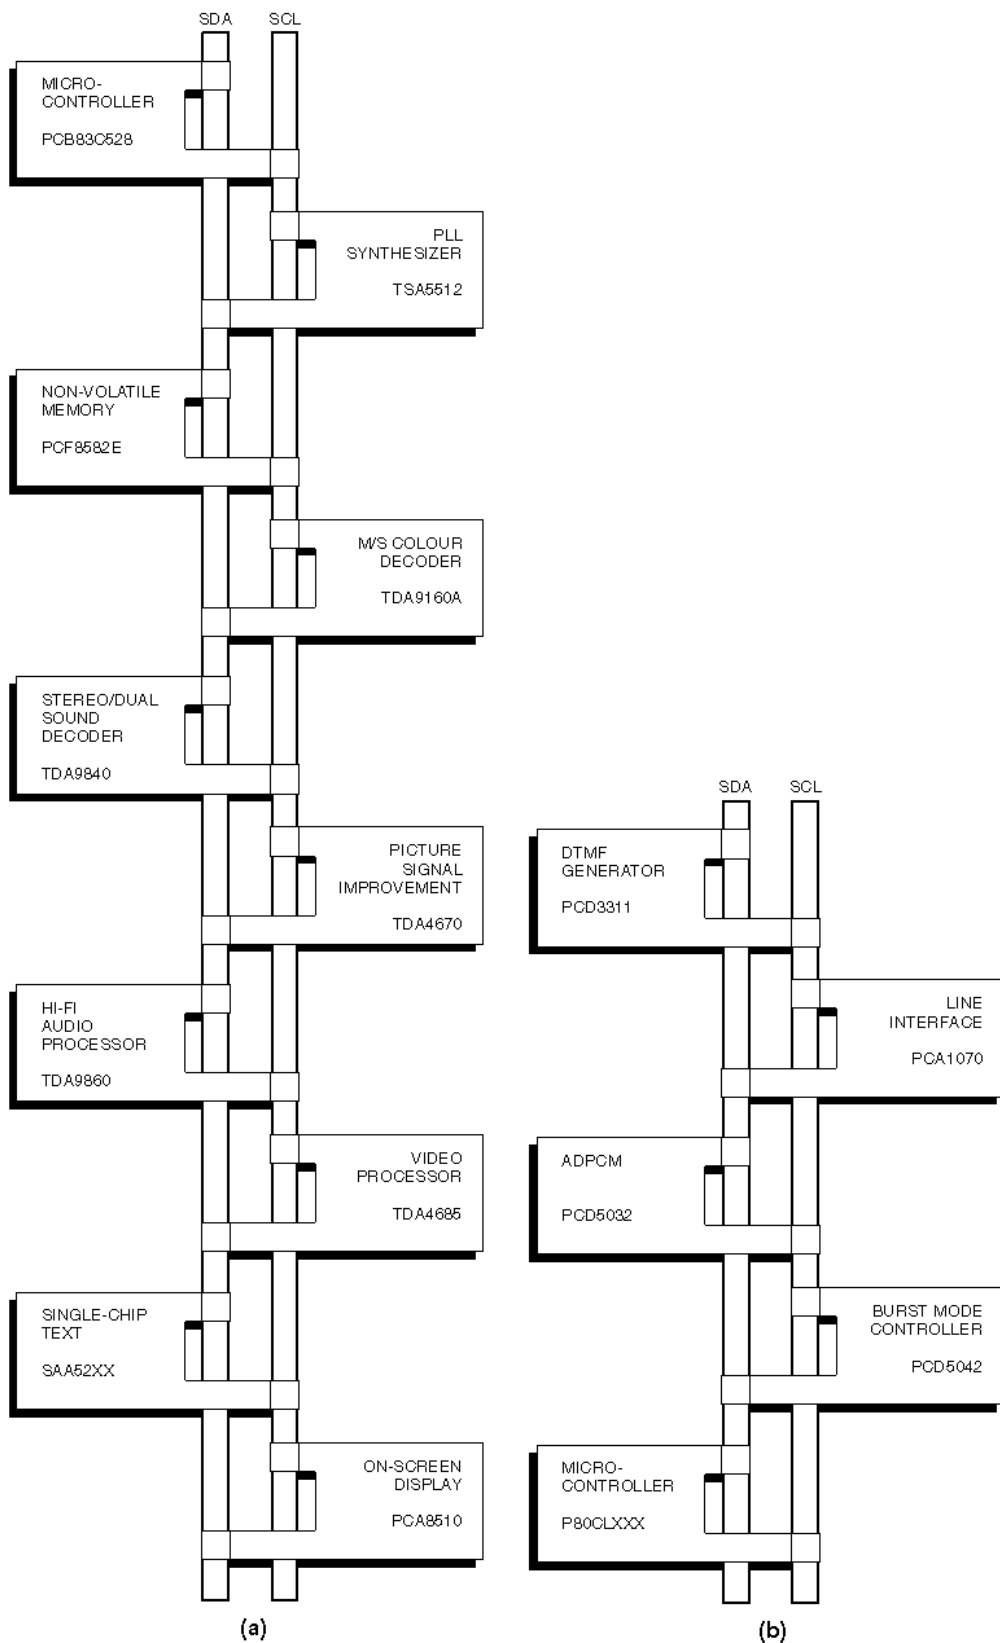 SDA SCL
MICRO-
CONTROLLER
PCB83C528
PLL
SYNTHESIZER
TSA5512
NON-VOLATILE
MEMORY
PCF8582E
M/S COLOUR
DECODER
TDA9160A
STEREO/DUAL
SOUND
DECODER
TDA9840
PICTURE
SIGNAL
IMPROVEMENT
TDA4670
HI-FI
AUDIO
PROCESSOR
TDA9860
VIDEO
PROCESSOR
TDA4685
SINGLE-CHIP
TEXT
SAA52XX
ON-SCREEN
DISPLAY
PCA8510
(a)
SDA SCL
DTMF
GENERATOR
PCD3311
LINE
INTERFACE
PCA1070
ADPCM
PCD5032
BURST MODE
CONTROLLER
PCD5042
MICRO-
CONTROLLER
P80CLXXX
(b)